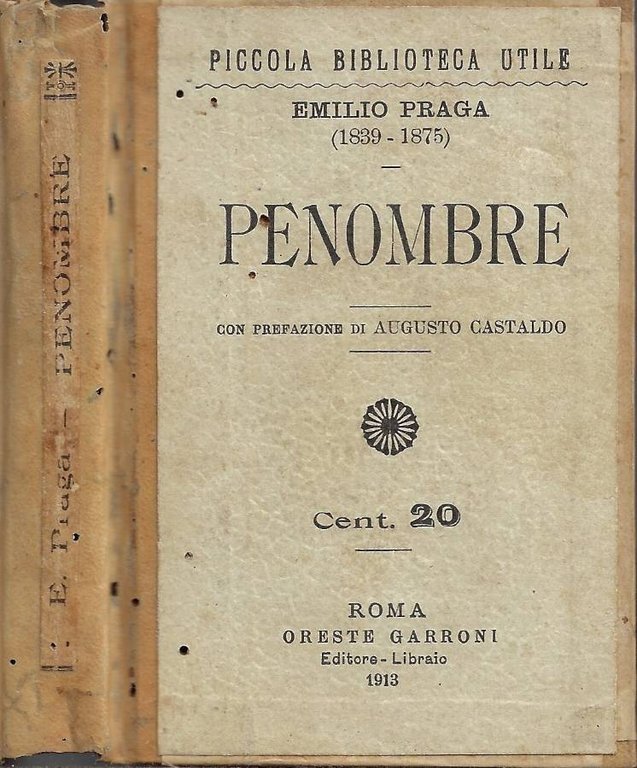 E. Praga — PENOMBRE
PICCOLA BIBLIOTECA UTILE
EMILIO PRAGA
(1839 - 1875)
PENOMBRE
CON PREFAZIONE DI AUGUSTO CASTALDO
Cent. 20
ROMA
ORESTE GARRONI
Editore - Libraio
1913